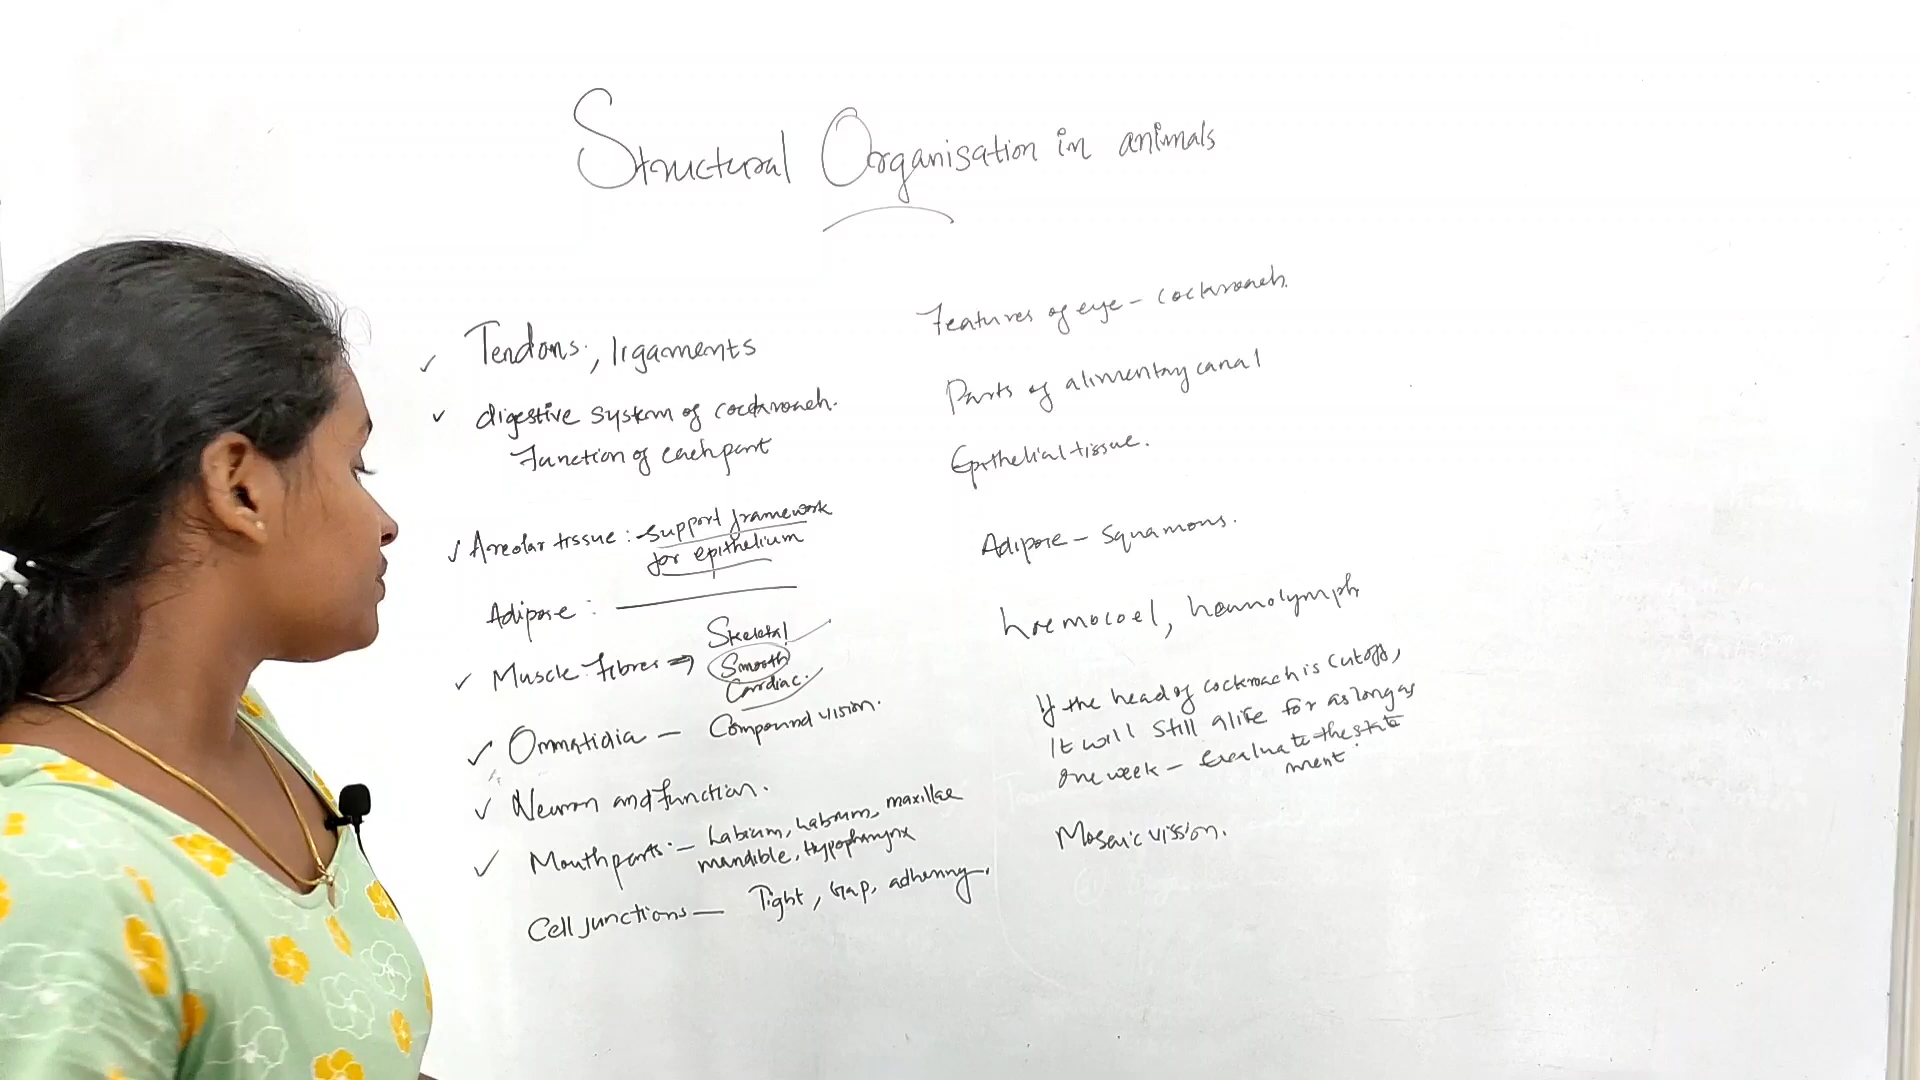 Structural Organisation in animals
✓ Tendons, ligaments
✓ digestive system of cockroach.
Function of each part
✓ Areolar tissue : support framework
for epithelium
Adipose :
✓ Muscle Fibres ⇒ Skeletal
Smooth
Cardiac.
✓ Ommatidia — Compound vision.
✓ Neuron and function.
✓ Mouthparts. — Labium, Labrum, maxillae
mandible, Hypopharynx
Cell junctions — Tight, Gap, adhering.
Features of eye - cockroach.
Parts of alimentary canal
Epithelial tissue.
Adipose - Squamous.
haemocoel, haemolymph
If the head of cockroach is cutoff,
It will still alive for as long as
one week - Evaluate the state
ment.
Mosaic vission.